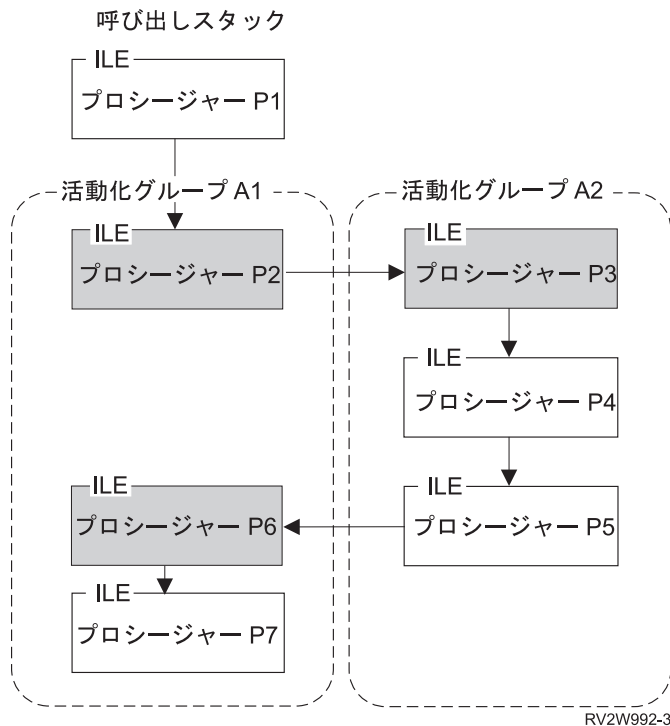 呼び出しスタック
ILE
プロシージャー P1
活動化グループ A1
活動化グループ A2
ILE
プロシージャー P2
ILE
プロシージャー P3
ILE
プロシージャー P4
ILE
プロシージャー P6
ILE
プロシージャー P5
ILE
プロシージャー P7
RV2W992-3